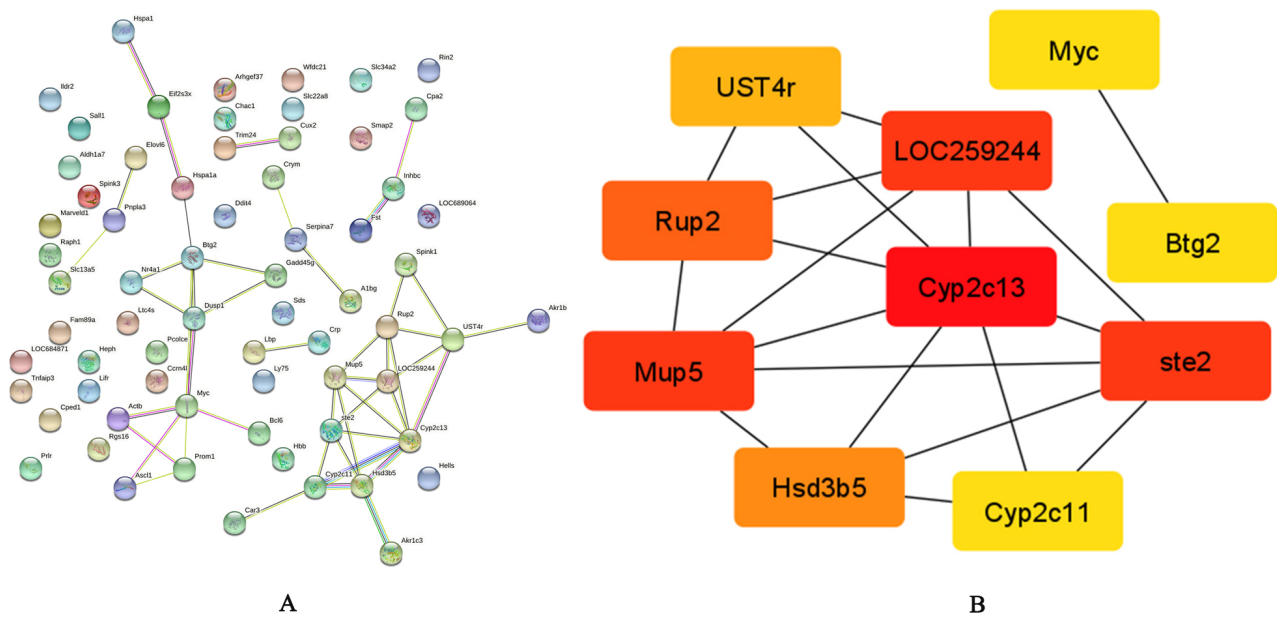 Hspa1
Rin2
Wfdc21
Slc34a2
Arhgef37
Ildr2
Eif2s3x
Slc22a8
Cpa2
Chac1
Sall1
Cux2
Smap2
Trim24
Elovl6
Aldh1a7
Crym
Hspa1a
Inhbc
Spink3
Pnpla3
Ddit4
LOC689064
Marveld1
Fst
Serpina7
Raph1
Btg2
Spink1
Slc13a5
Nr4a1
Gadd45g
A1bg
Dusp1
Sds
Akr1b
Ltc4s
Rup2
Fam89a
UST4r
Crp
Pcolce
Lbp
LOC684871
Heph
Mup5
LOC259244
Ccrn4l
Ly75
Tnfaip3
Lifr
Myc
Cped1
Actb
ste2
Bcl6
Cyp2c13
Rgs16
Hbb
Prlr
Prom1
Hells
Ascl1
Cyp2c11
Hsd3b5
Car3
Akr1c3
A
Myc
UST4r
LOC259244
Rup2
Btg2
Cyp2c13
Mup5
ste2
Hsd3b5
Cyp2c11
B